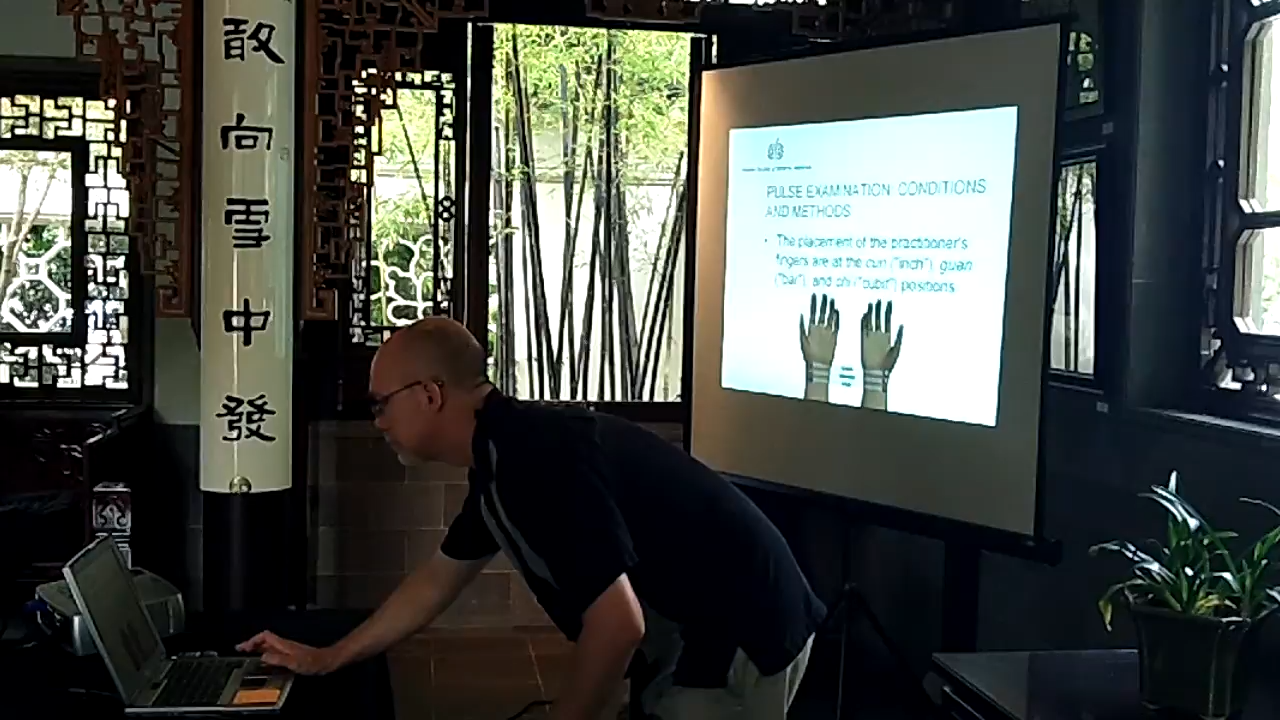 敢
向
雪
中
發
PULSE EXAMINATION: CONDITIONS
AND METHODS
• The placement of the practitioner's
fingers are at the cun ("inch"), guan
("bar"), and chi ("cubit") positions